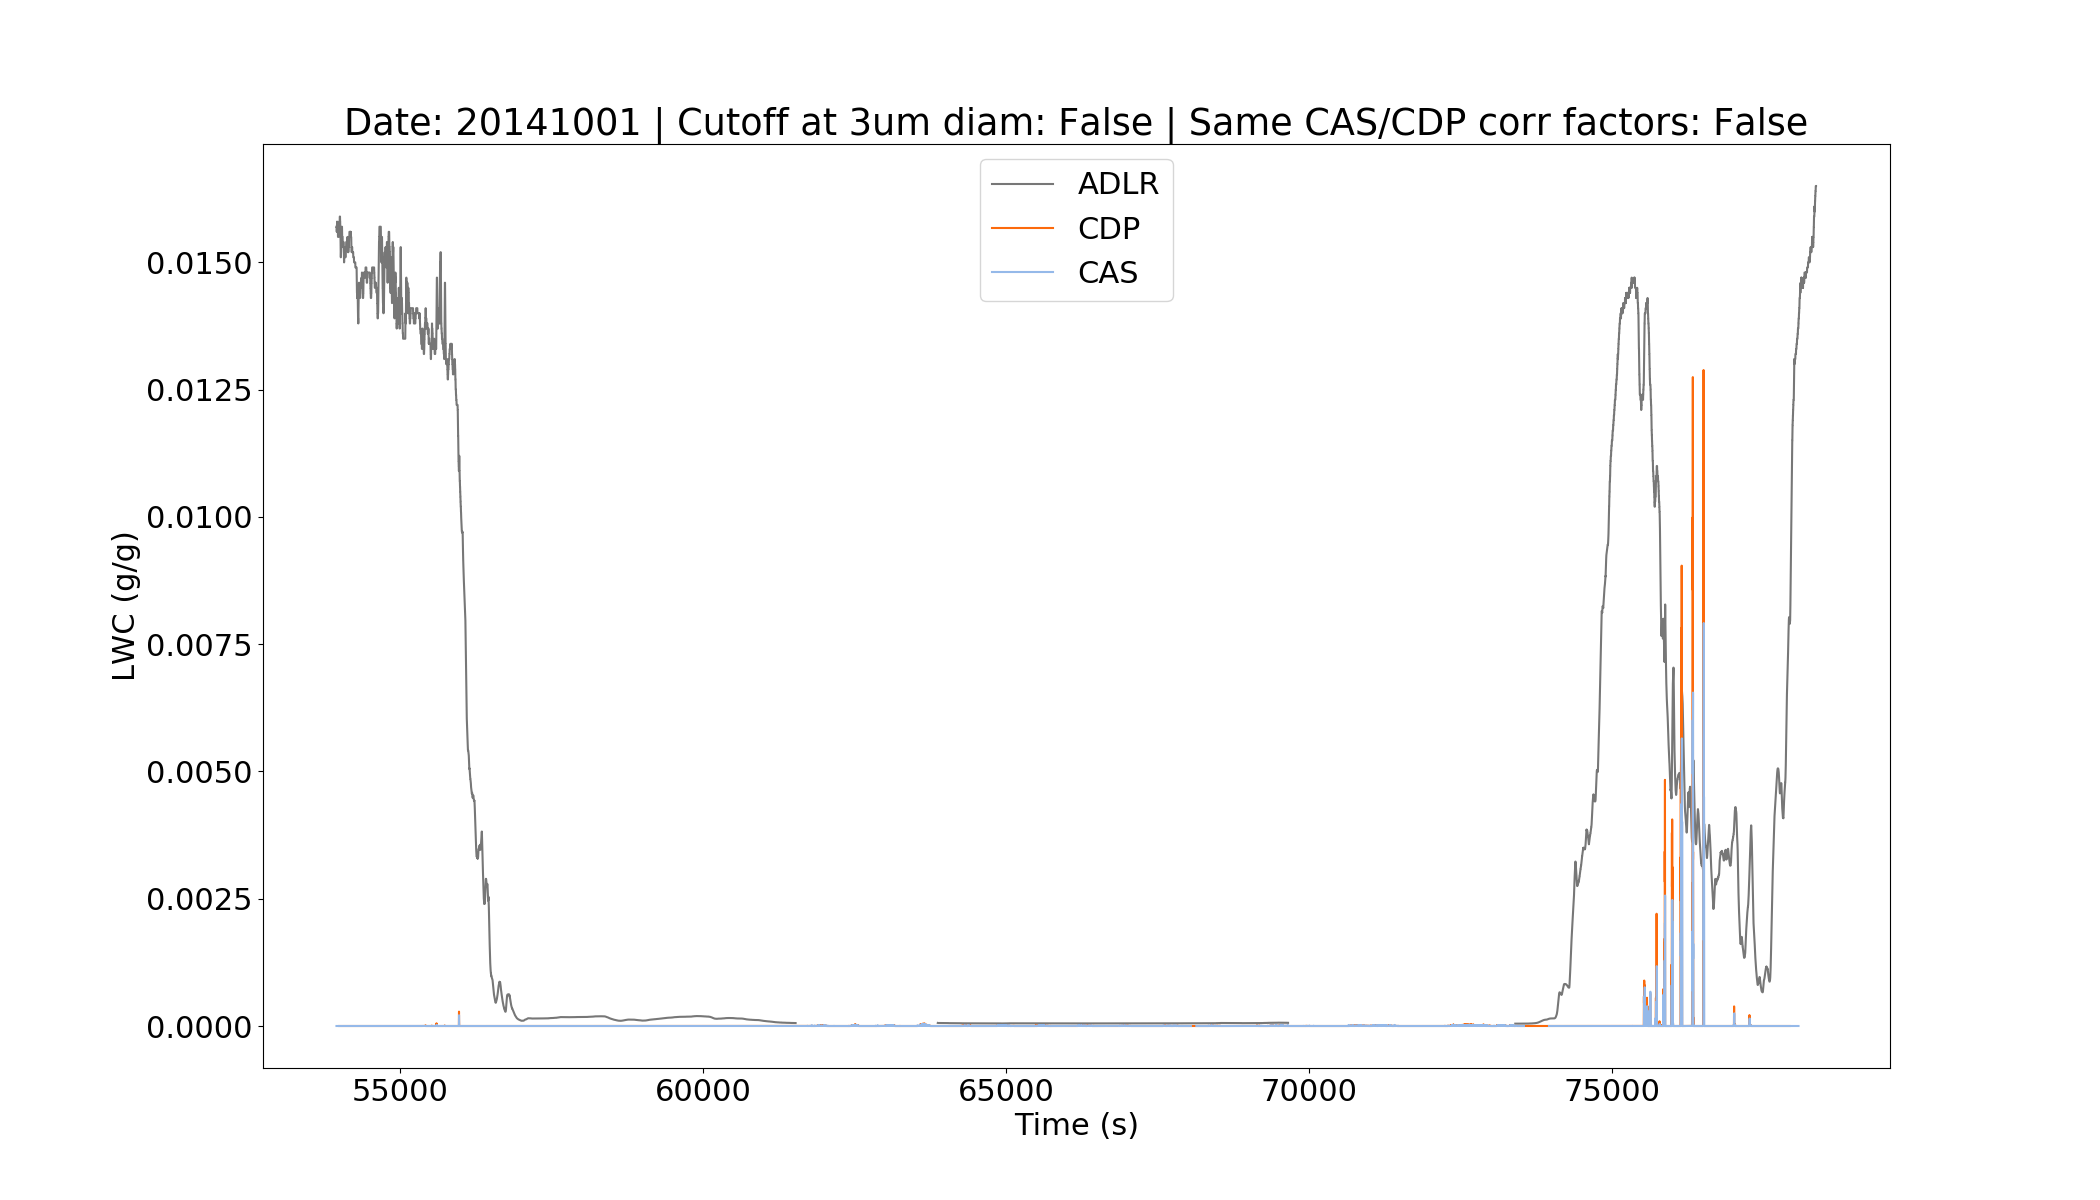 Date: 20141001 | Cutoff at 3um diam: False | Same CAS/CDP corr factors: False
ADLR
CDP
CAS
0.0150
0.0125
0.0100
0.0075
0.0050
0.0025
0.0000
LWC (g/g)
55000 60000 65000 70000 75000
Time (s)